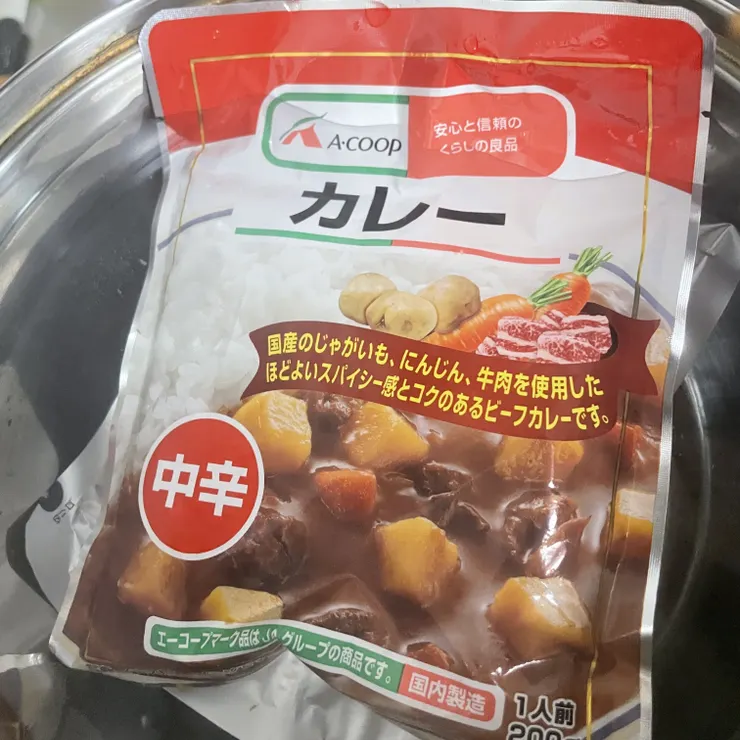 A·COOP
安心と信頼の
くらしの良品
カレー
国産のじゃがいも、にんじん、牛肉を使用した
ほどよいスパイシー感とコクのあるビーフカレーです。
中辛
エーコープマーク品はJAグループの商品です。
国内製造
1人前
200g